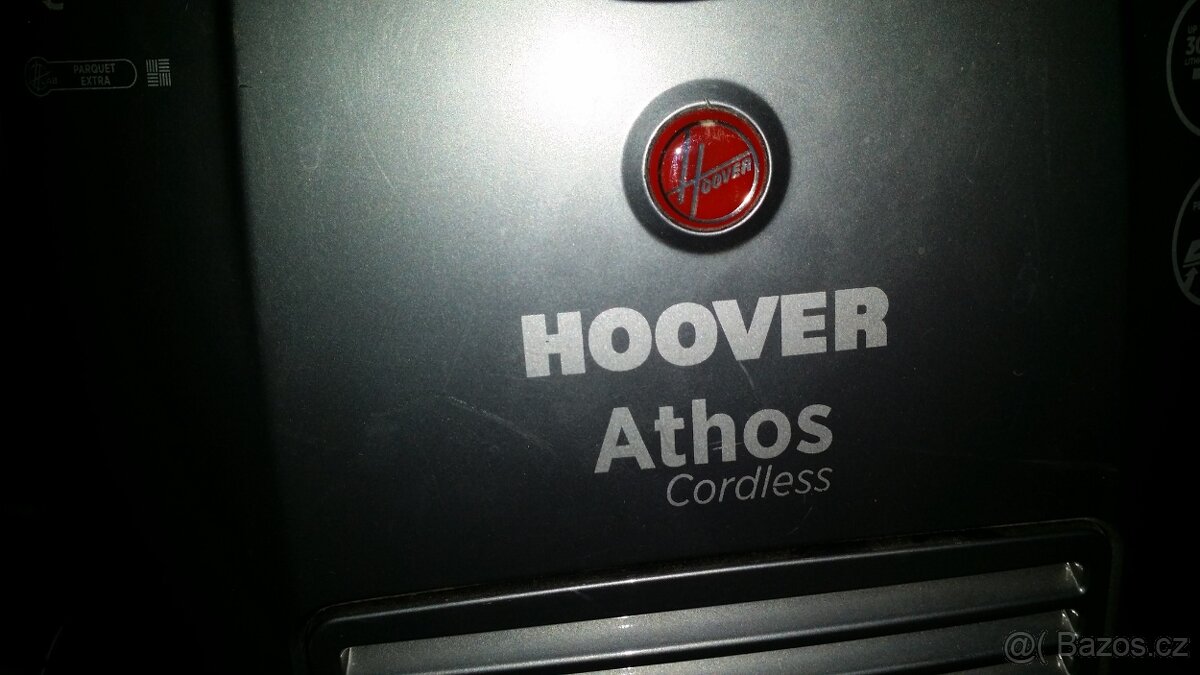 PARQUET
EXTRA
HOOVER
HOOVER
Athos
Cordless
@( Bazos.cz